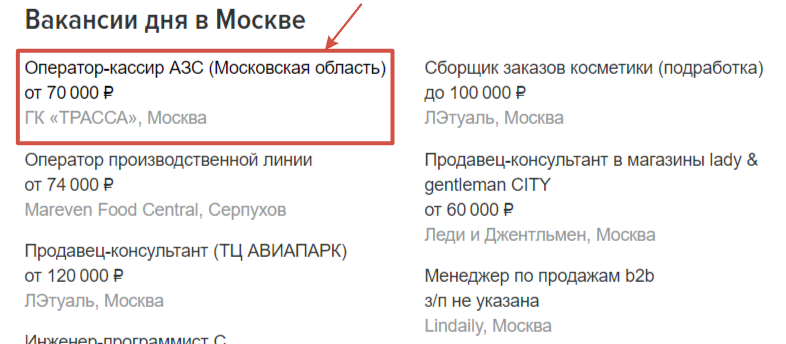 Вакансии дня в Москве
Оператор-кассир АЗС (Московская область)
от 70 000 ₽
ГК «ТРАССА», Москва
Оператор производственной линии
от 74 000 ₽
Mareven Food Central, Серпухов
Продавец-консультант (ТЦ АВИАПАРК)
от 120 000 ₽
ЛЭтуаль, Москва
Инженер-программист С
Сборщик заказов косметики (подработка)
до 100 000 ₽
ЛЭтуаль, Москва
Продавец-консультант в магазины lady &
gentleman CITY
от 60 000 ₽
Леди и Джентльмен, Москва
Менеджер по продажам b2b
з/п не указана
Lindaily, Москва